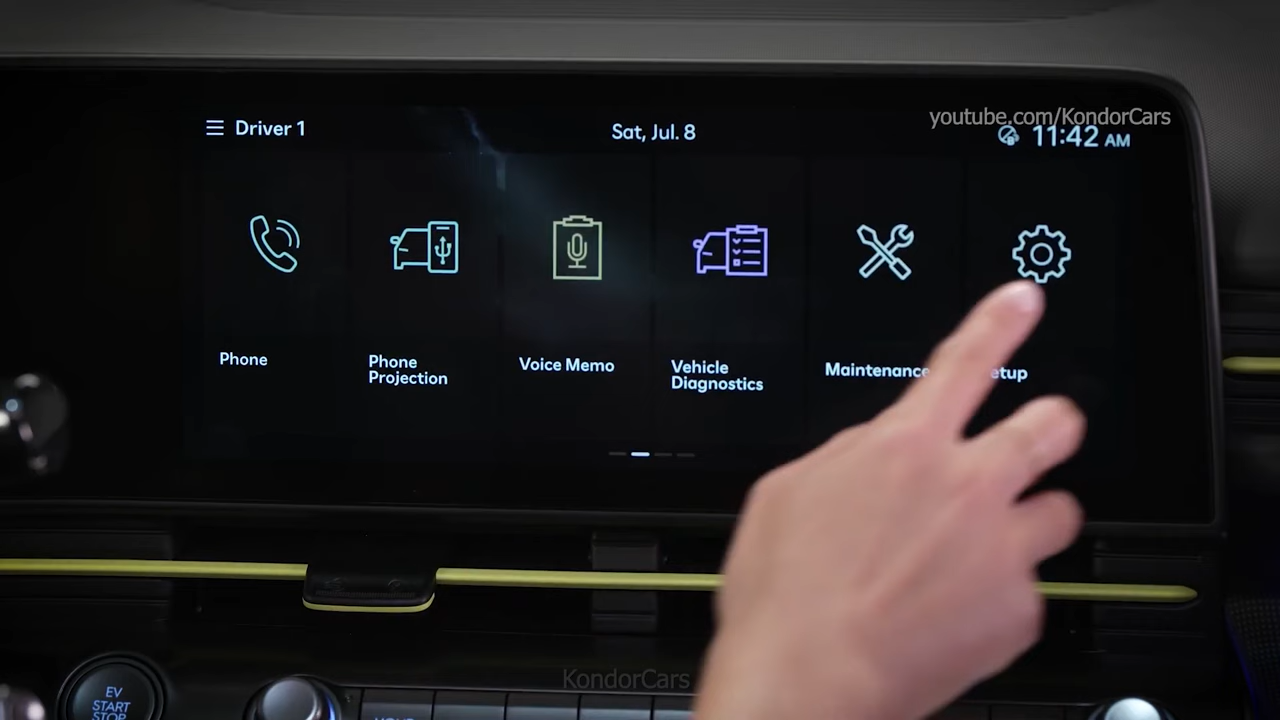 youtube.com/KondorCars
Driver 1
Sat, Jul. 8
11:42 AM
Phone
Phone
Projection
Voice Memo
Vehicle
Diagnostics
Maintenance
etup
KondorCars
EV
START
STOP